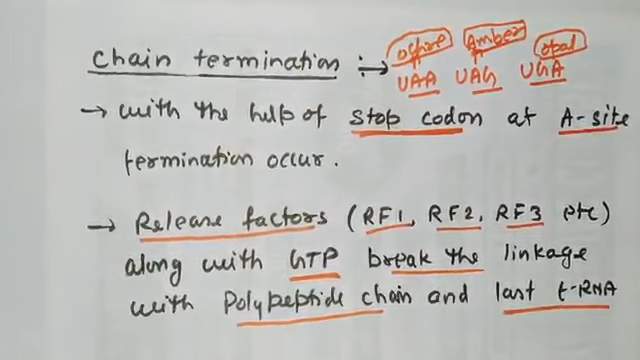 ochre Amber opal
chain termination :→ UAA UAG UGA
→ with the help of stop codon at A-site
termination occur.
→ Release factors (RF1, RF2, RF3 etc)
along with GTP break the linkage
with polypeptide chain and last t-RNA